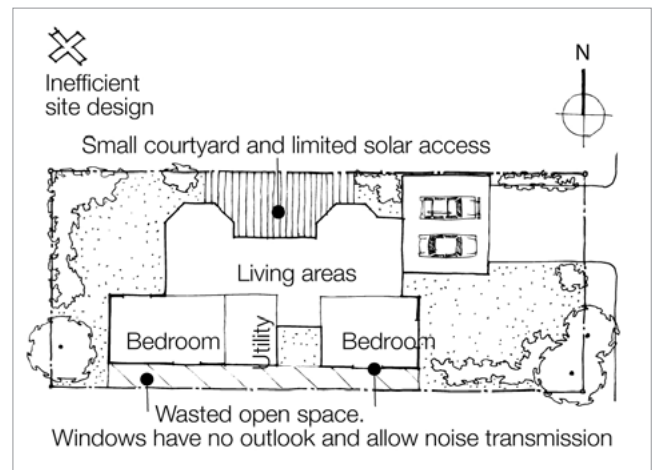 Inefficient
site design
N
Small courtyard and limited solar access
Living areas
Bedroom
Utility
Bedroom
Wasted open space.
Windows have no outlook and allow noise transmission